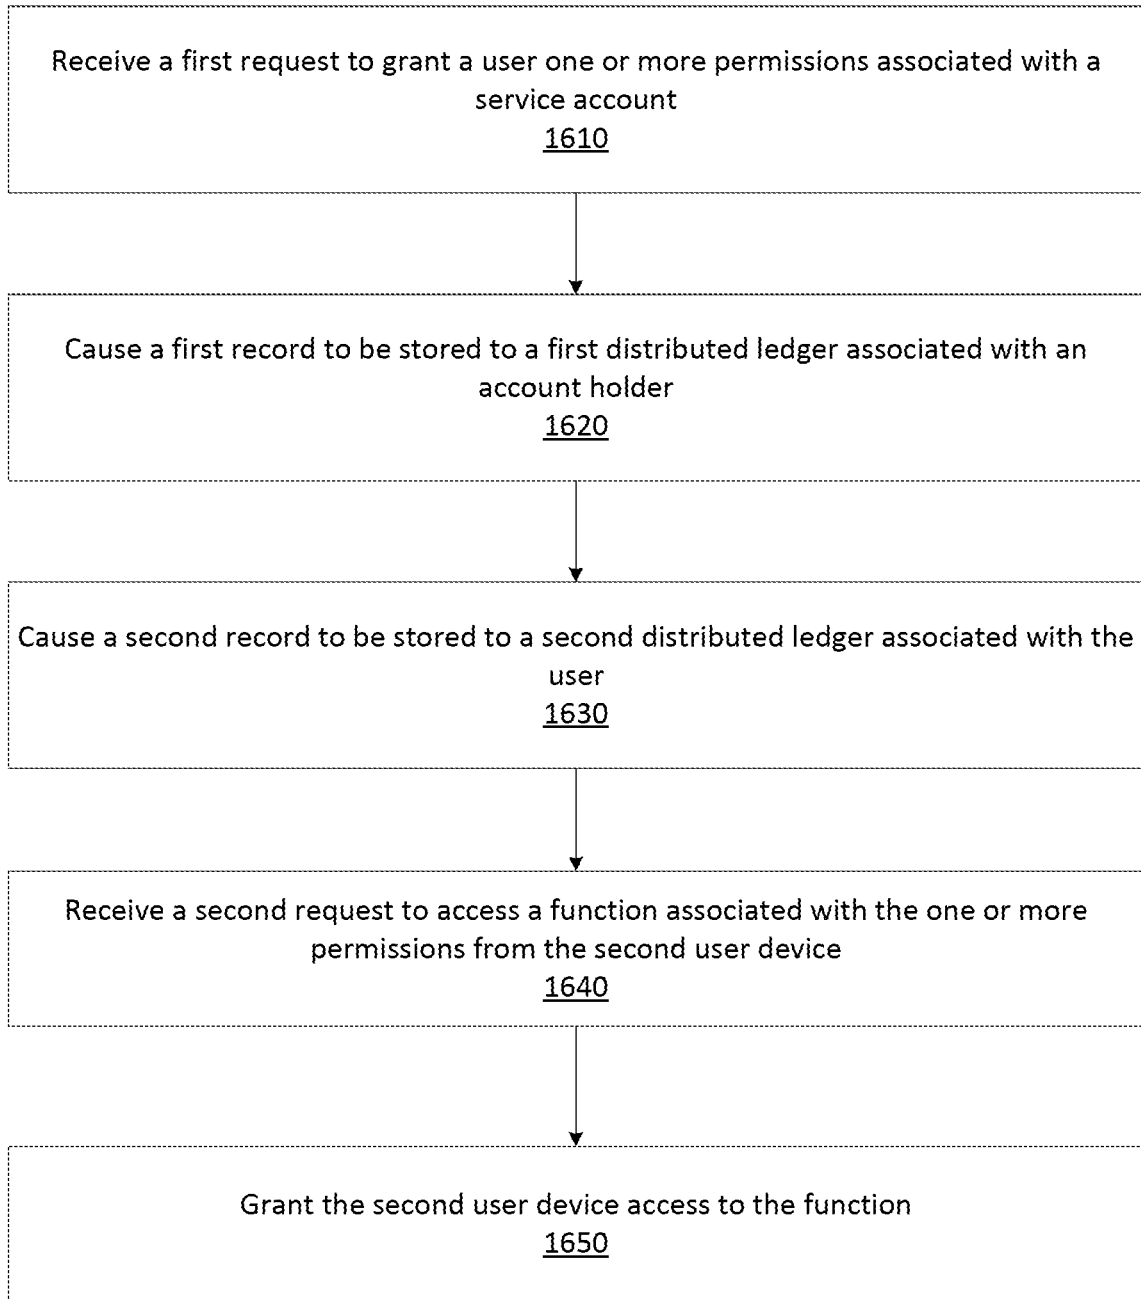 Receive a first request to grant a user one or more permissions associated with a
service account
1610
Cause a first record to be stored to a first distributed ledger associated with an
account holder
1620
Cause a second record to be stored to a second distributed ledger associated with the
user
1630
Receive a second request to access a function associated with the one or more
permissions from the second user device
1640
Grant the second user device access to the function
1650